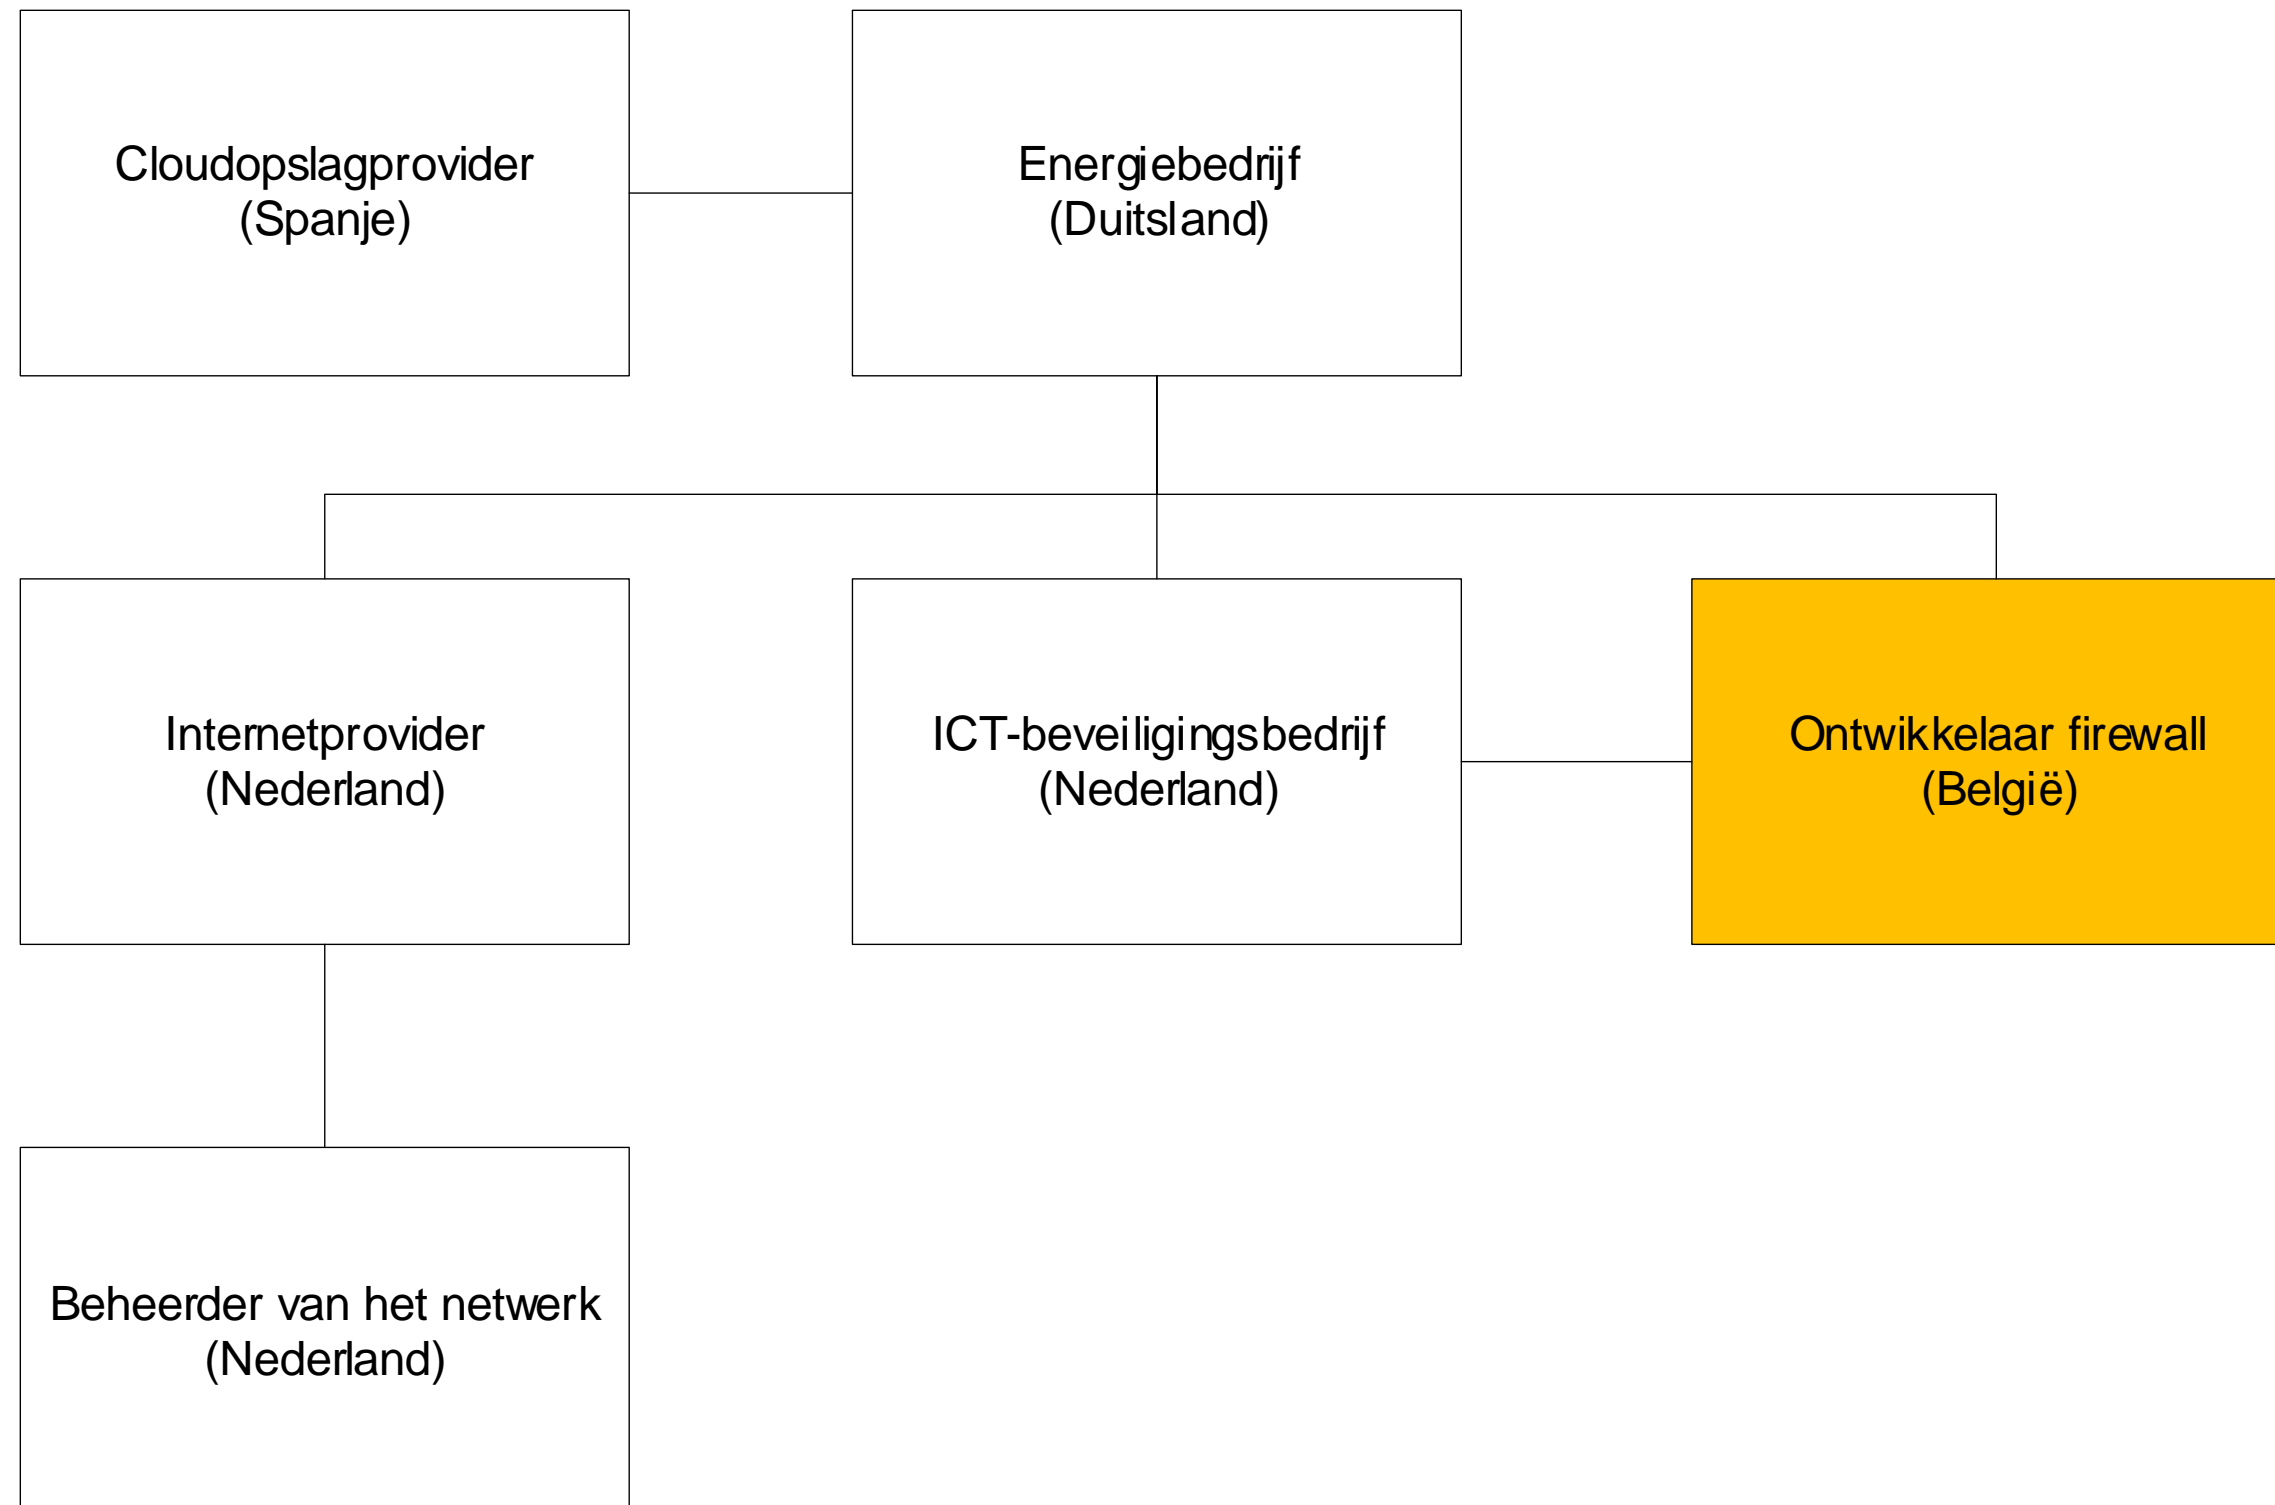 Cloudopslagprovider
(Spanje)
Energiebedrijf
(Duitsland)
Internetprovider
(Nederland)
ICT-beveiligingsbedrijf
(Nederland)
Ontwikkelaar firewall
(België)
Beheerder van het netwerk
(Nederland)